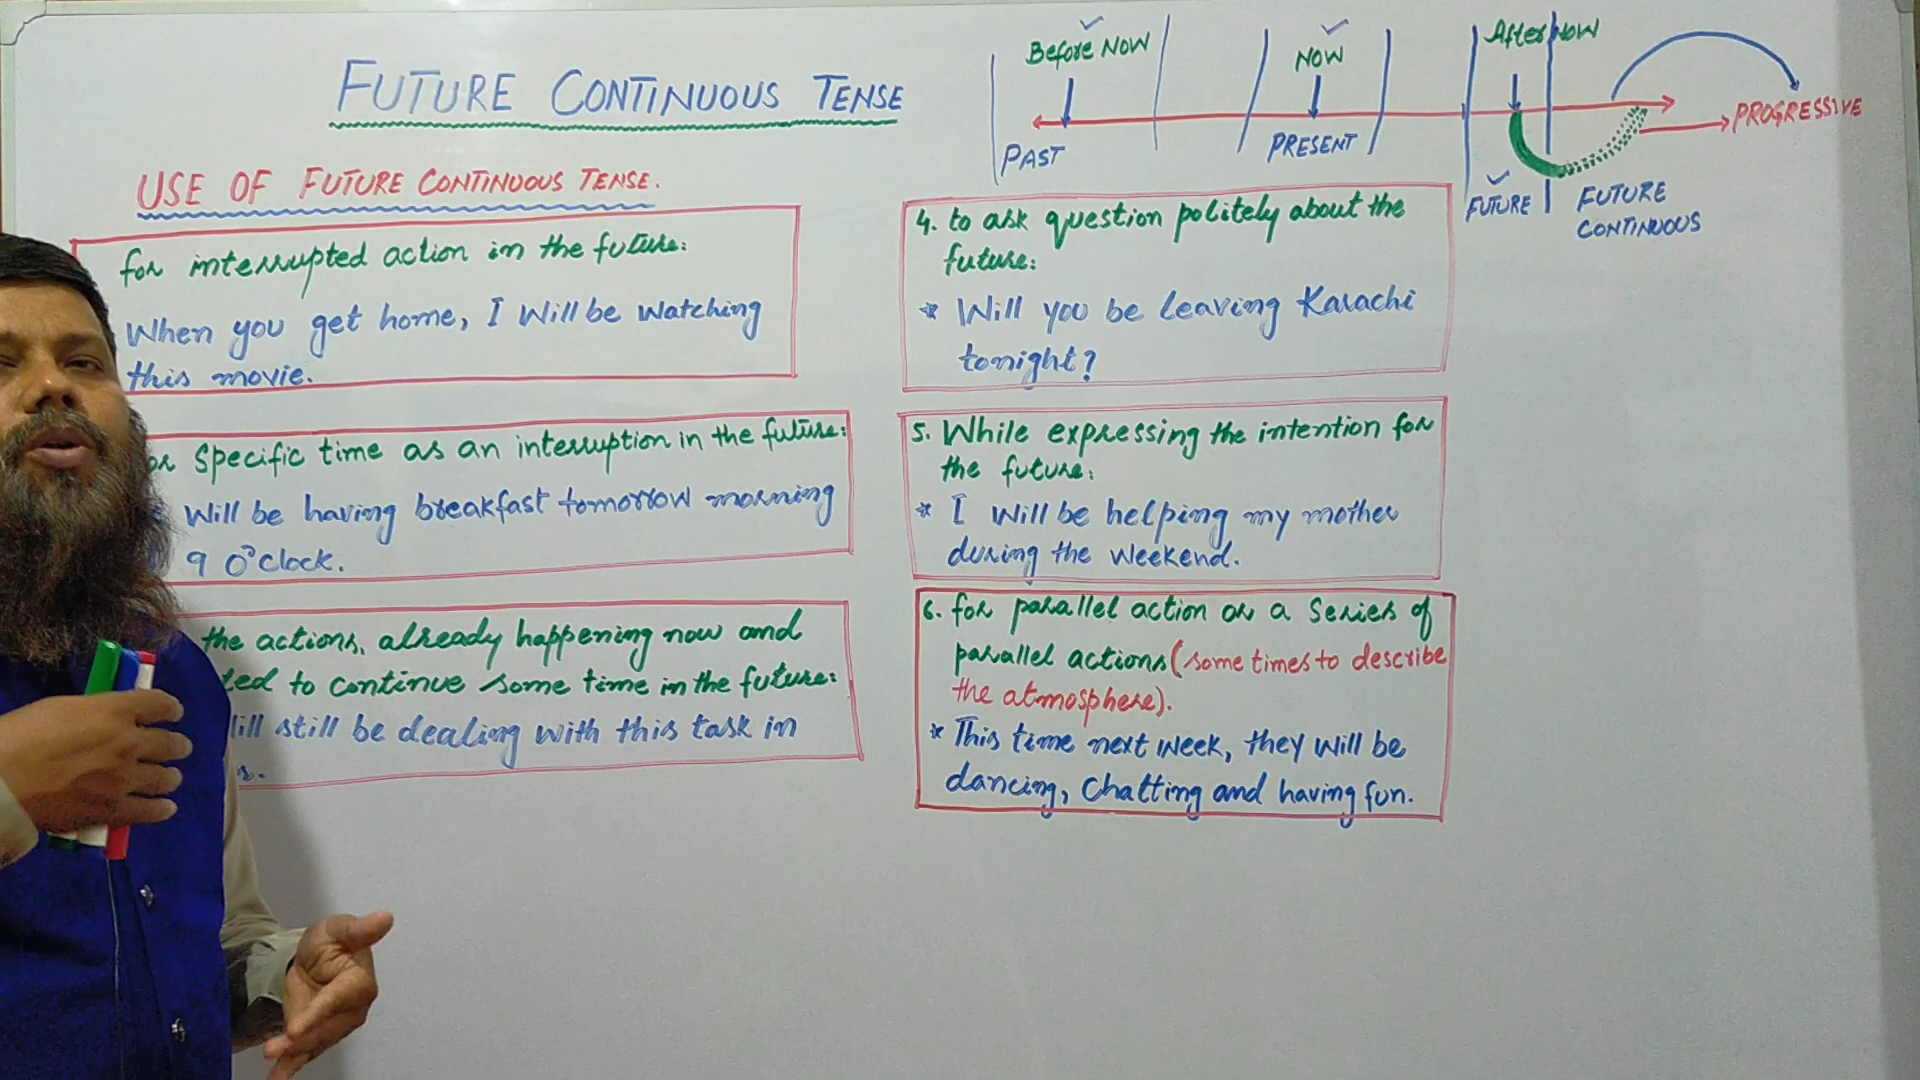 FUTURE CONTINUOUS TENSE
USE OF FUTURE CONTINUOUS TENSE.
for interrupted action in the future:
When you get home, I Will be watching
this movie.
Specific time as an interruption in the future:
Will be having breakfast tomorrow morning
9 O'clock.
the actions, already happening now and
ted to continue some time in the future:
ill still be dealing with this task in
Before NOW
NOW
After NOW
PAST
PRESENT
PROGRESSIVE
FUTURE
FUTURE
CONTINUOUS
4. to ask question politely about the
future:
* Will you be leaving Karachi
tonight?
5. While expressing the intention for
the future:
* I Will be helping my mother
during the weekend.
6. for parallel action or a Series of
parallel actions (some times to describe
the atmosphere).
* This time next week, they will be
dancing, Chatting and having fun.